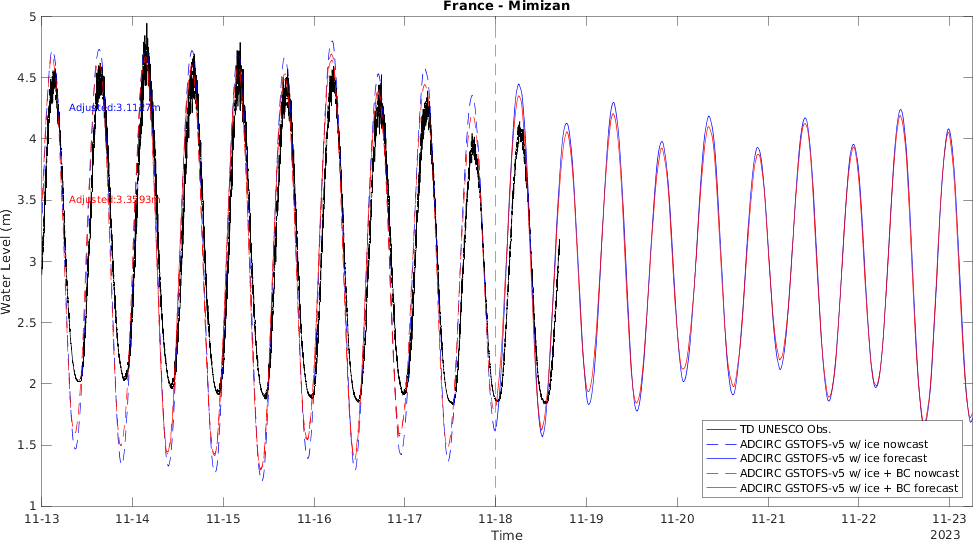 France - Mimizan
5
4.5
4
3.5
3
2.5
2
1.5
1
Water Level (m)
Adjusted:3.1127m
Adjusted:3.3593m
TD UNESCO Obs.
ADCIRC GSTOFS-v5 w/ ice nowcast
ADCIRC GSTOFS-v5 w/ ice forecast
ADCIRC GSTOFS-v5 w/ ice + BC nowcast
ADCIRC GSTOFS-v5 w/ ice + BC forecast
11-13 11-14 11-15 11-16 11-17 11-18 11-19 11-20 11-21 11-22 11-23
Time 2023